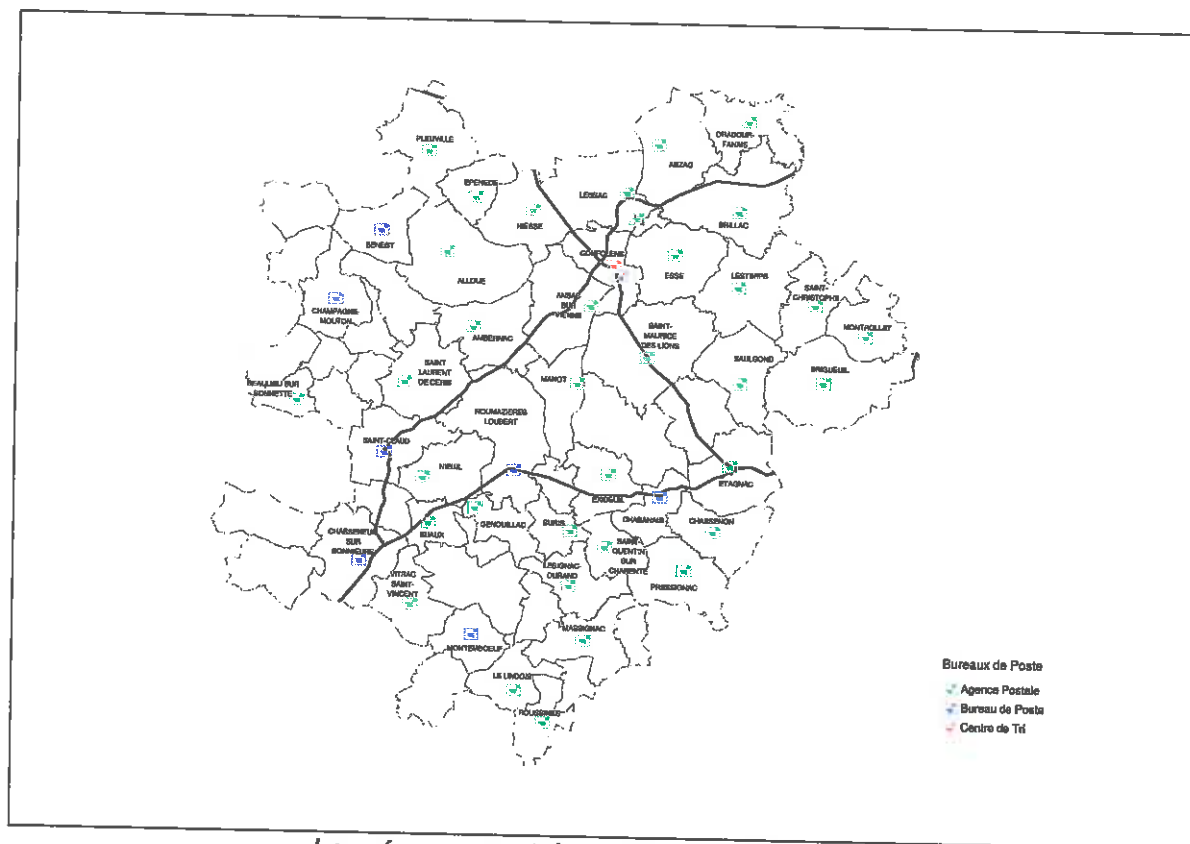 PLEUVILLE
ORADOUR-
FANAIS
ABZAC
EPENEDE
LESSAC
HIESSE
BRILLAC
BENEST
CONFOLENS
ALLOUE
ESSE
LESTERPS
SAINT-
CHRISTOPHE
ANSAC
SUR
VIENNE
CHAMPAGNE-
MOUTON
MONTROLLET
SAINT-
MAURICE
DES LIONS
AMBERNAC
SAULGOND
BRIGUEUIL
SAINT
LAURENT
DE CERIS
MANOT
BEAULIEU SUR
SONNETTE
ROUMAZIERES
LOUBERT
SAINT-CLAUD
NIEUL
ETAGNAC
EXIDEUIL
GENOUILLAC
SURIS
CHABANAIS
CHASSENON
SUAUX
CHASSENEUIL
SUR
BONNIEURE
SAINT-
QUENTIN
SUR
CHARENTE
LESIGNAC-
DURAND
VITRAC
SAINT-
VINCENT
PRESSIGNAC
MASSIGNAC
MONTEMBOEUF
LE LINDOIS
ROUSSINES
Bureaux de Poste
Agence Postale
Bureau de Poste
Centre de Tri